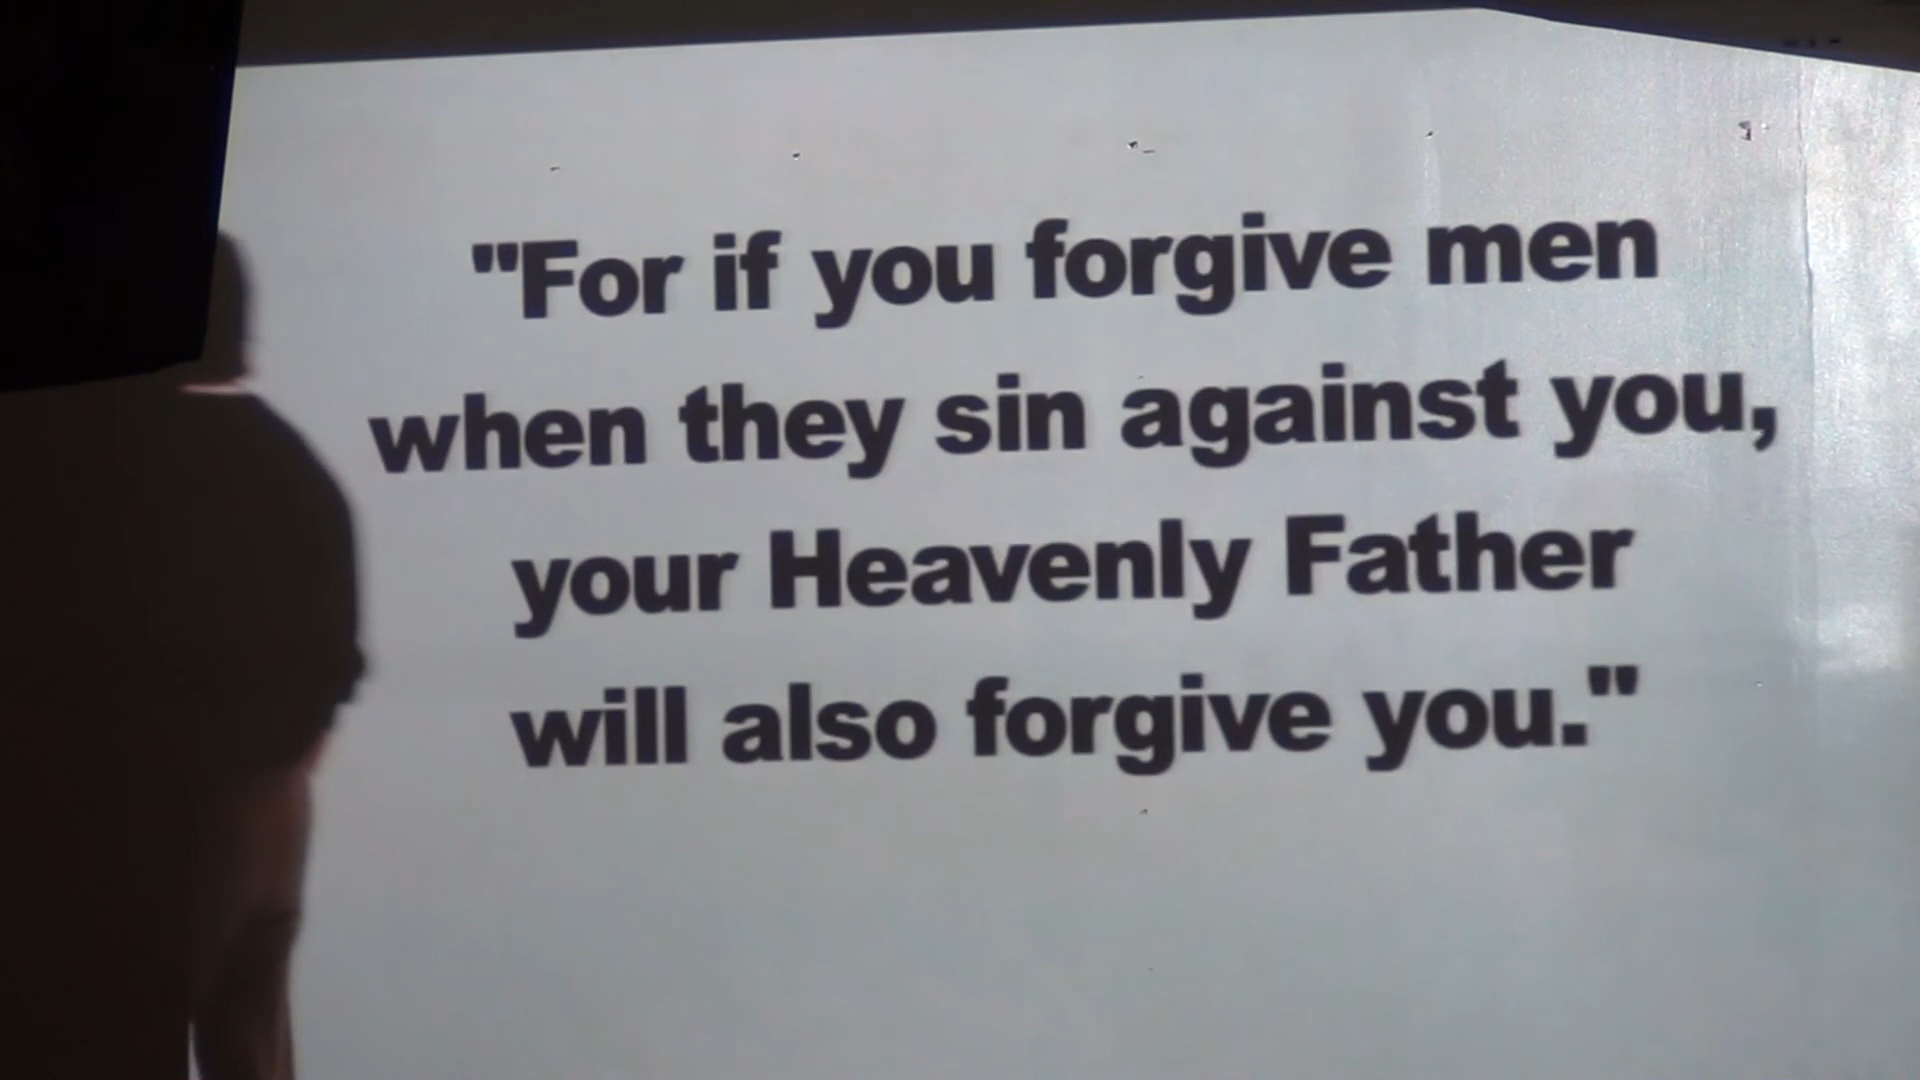 "For if you forgive men
when they sin against you,
your Heavenly Father
will also forgive you."